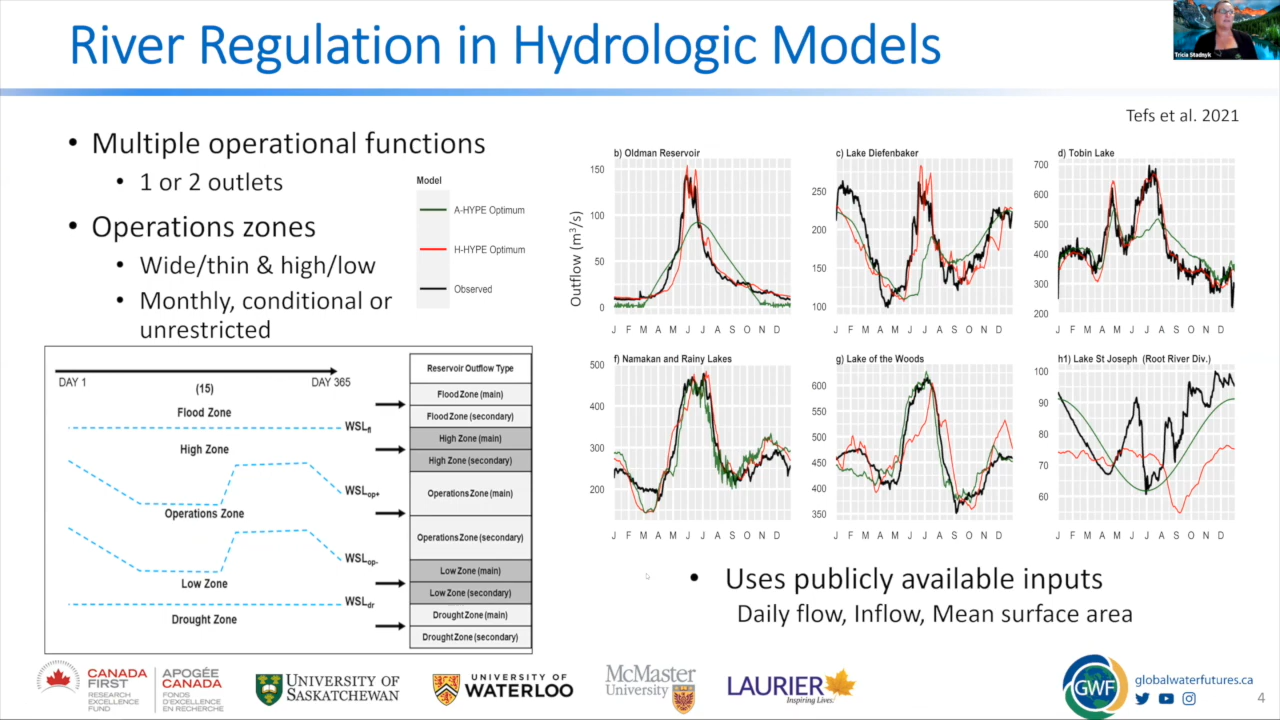 River Regulation in Hydrologic Models
Tricia Stadnyk
Tefs et al. 2021
• Multiple operational functions
• 1 or 2 outlets
• Operations zones
• Wide/thin & high/low
• Monthly, conditional or
unrestricted
Model
A-HYPE Optimum
H-HYPE Optimum
Observed
Outflow (m³/s)
b) Oldman Reservoir
150
100
50
0
J F M A M J J A S O N D
c) Lake Diefenbaker
250
200
150
100
J F M A M J J A S O N D
d) Tobin Lake
700
600
500
400
300
200
J F M A M J J A S O N D
f) Namakan and Rainy Lakes
500
400
300
200
J F M A M J J A S O N D
g) Lake of the Woods
600
550
500
450
400
350
J F M A M J J A S O N D
h1) Lake St Joseph (Root River Div.)
100
90
80
70
60
J F M A M J J A S O N D
DAY 1
(15)
DAY 365
Flood Zone
WSLfl
High Zone
WSLop+
Operations Zone
WSLop-
Low Zone
WSLdr
Drought Zone
Reservoir Outflow Type
Flood Zone (main)
Flood Zone (secondary)
High Zone (main)
High Zone (secondary)
Operations Zone (main)
Operations Zone (secondary)
Low Zone (main)
Low Zone (secondary)
Drought Zone (main)
Drought Zone (secondary)
• Uses publicly available inputs
Daily flow, Inflow, Mean surface area
CANADA
FIRST
RESEARCH
EXCELLENCE
FUND
APOGÉE
CANADA
FONDS
D'EXCELLENCE
EN RECHERCHE
UNIVERSITY OF
SASKATCHEWAN
UNIVERSITY OF
WATERLOO
McMaster
University
LAURIER
Inspiring Lives.
GWF
globalwaterfutures.ca
4